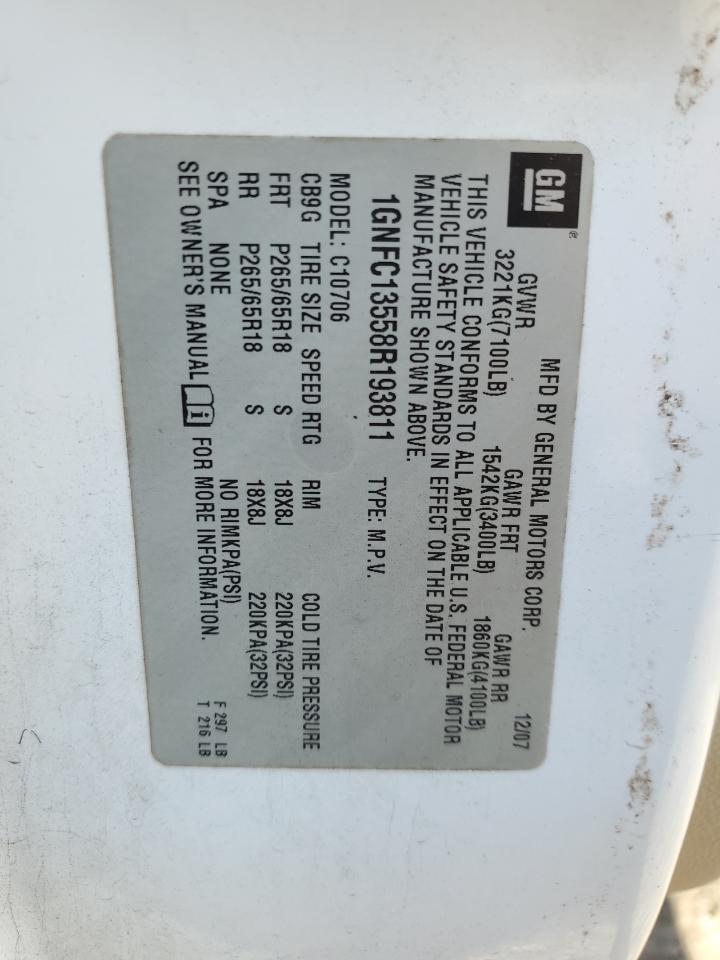 GM®
MFD BY GENERAL MOTORS CORP. 12/07
GVWR GAWR FRT GAWR RR
3221KG(7100LB) 1542KG(3400LB) 1860KG(4100LB)
THIS VEHICLE CONFORMS TO ALL APPLICABLE U.S. FEDERAL MOTOR
VEHICLE SAFETY STANDARDS IN EFFECT ON THE DATE OF
MANUFACTURE SHOWN ABOVE.
1GNFC13558R193811 TYPE: M.P.V.
MODEL: C10706
CB9G TIRE SIZE SPEED RTG RIM COLD TIRE PRESSURE
FRT P265/65R18 S 18X8J 220KPA(32PSI)
RR P265/65R18 S 18X8J 220KPA(32PSI)
SPA NONE NO RIMKPA(PSI) F 297 LB
SEE OWNER'S MANUAL i FOR MORE INFORMATION. T 216 LB